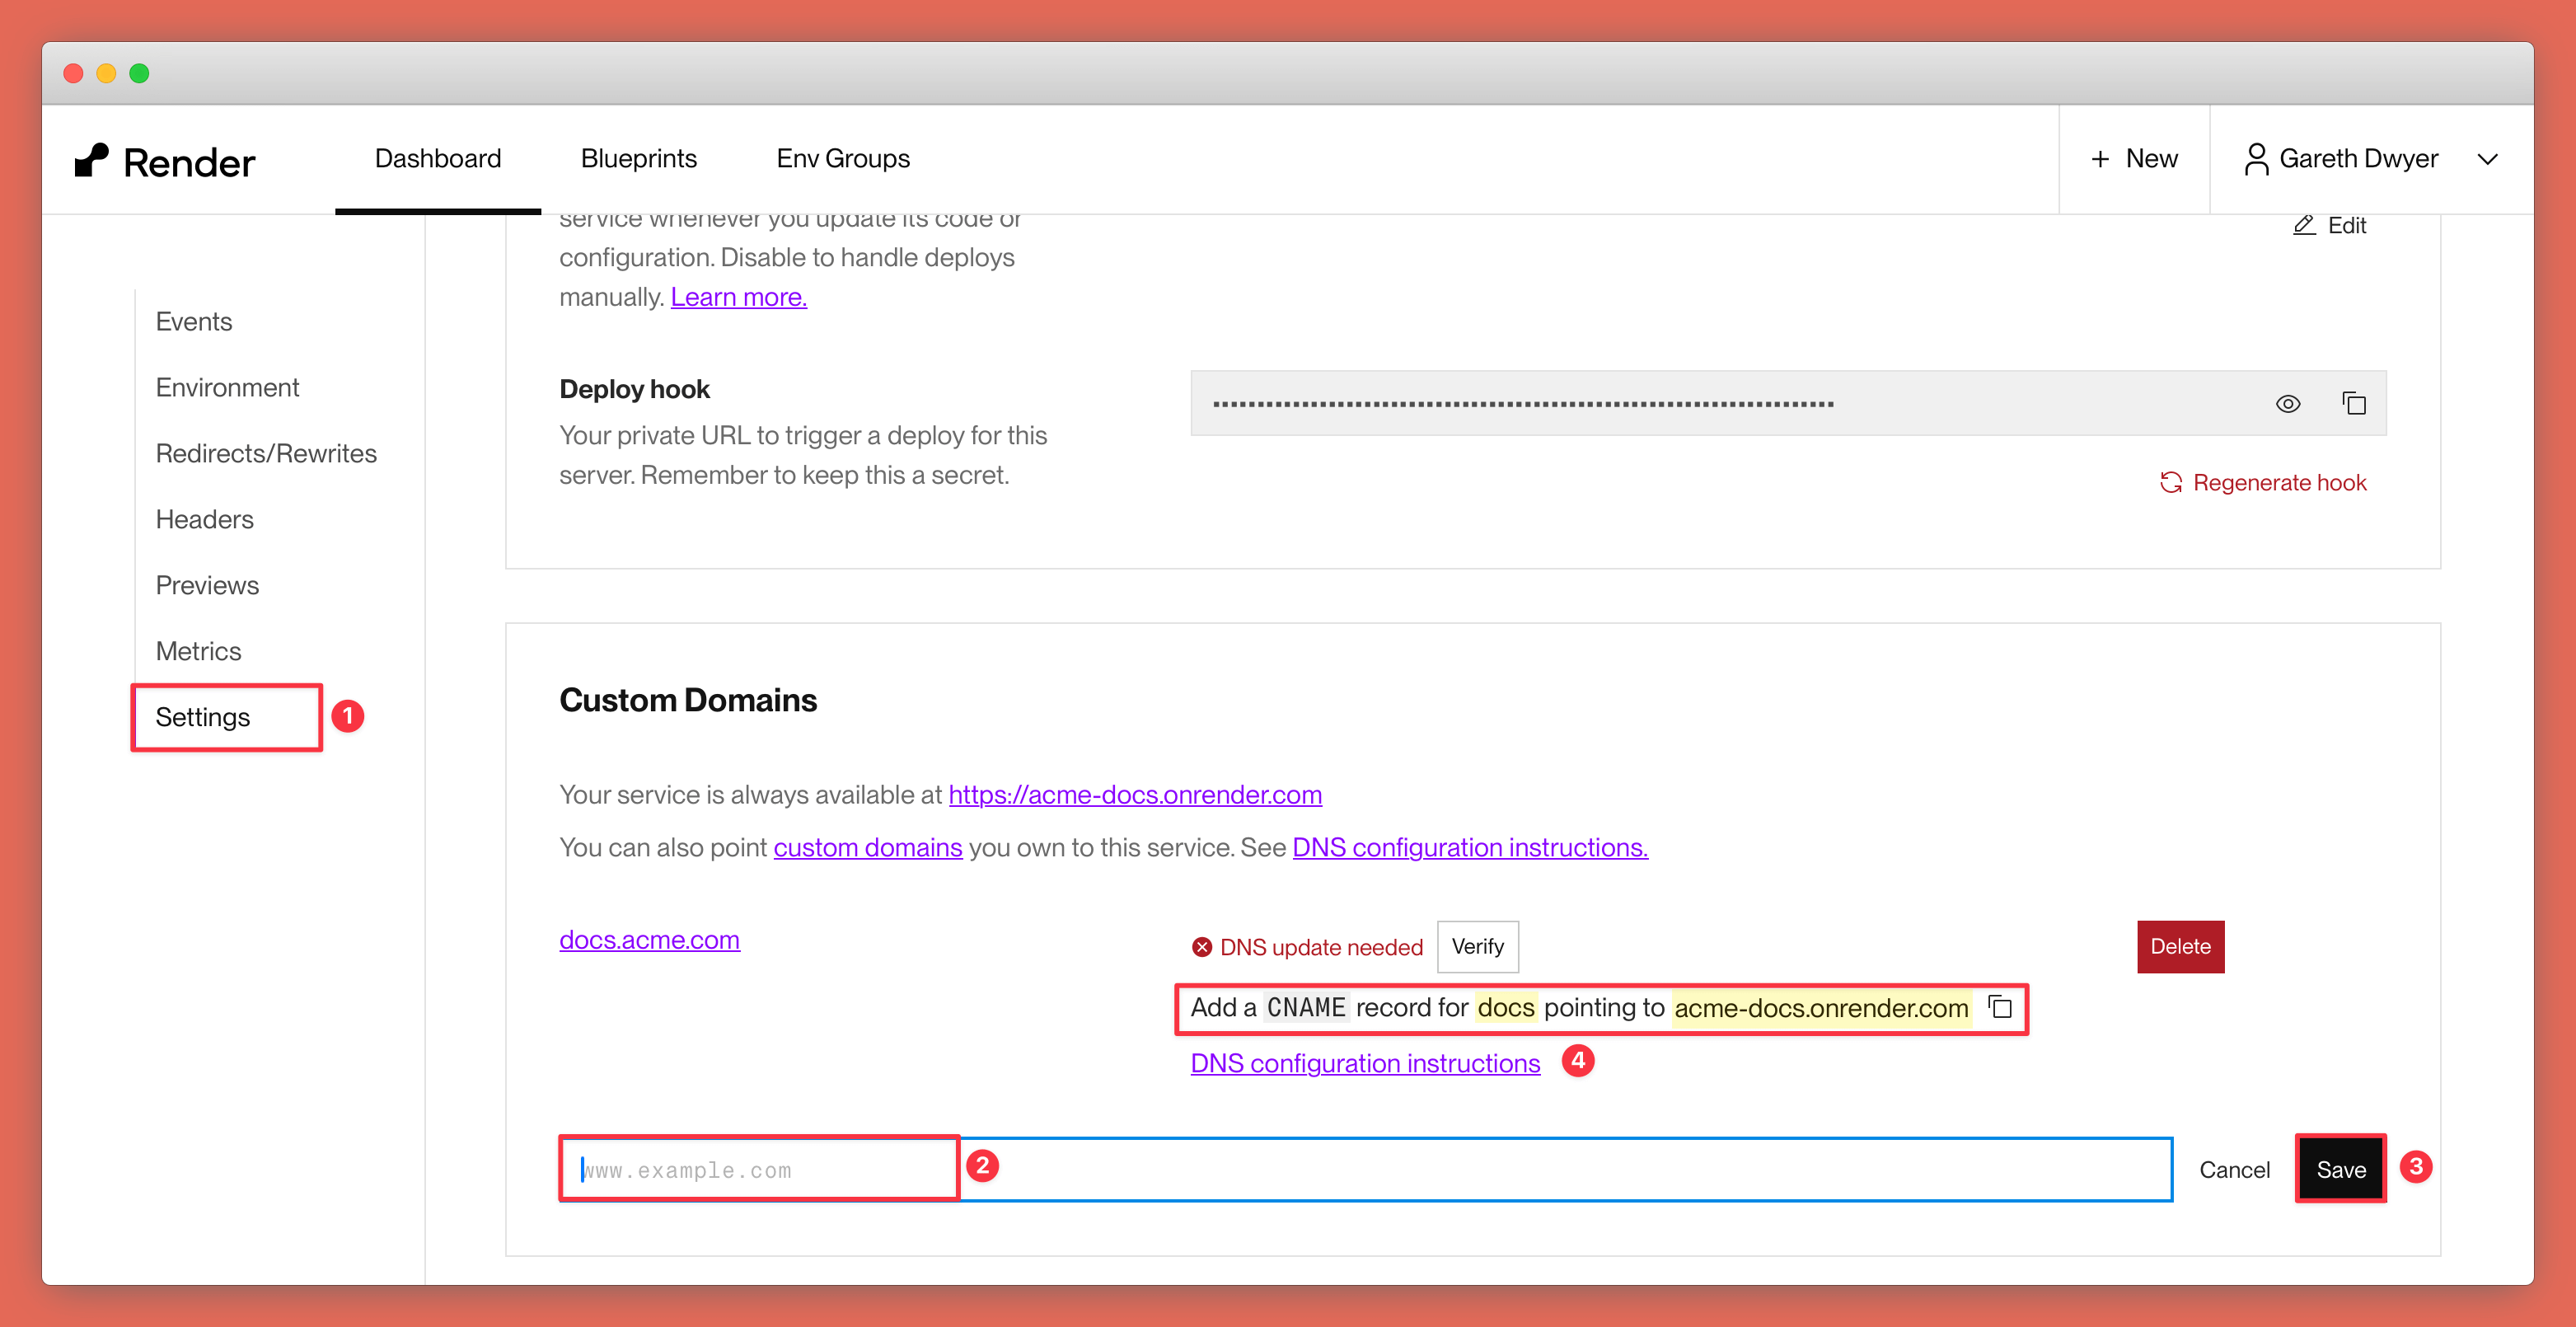 Render
Dashboard
Blueprints
Env Groups
+ New
Gareth Dwyer
service whenever you update its code or
configuration. Disable to handle deploys
manually. Learn more.
Edit
Events
Environment
Redirects/Rewrites
Headers
Previews
Metrics
Settings
1
Deploy hook
Your private URL to trigger a deploy for this
server. Remember to keep this a secret.
Regenerate hook
Custom Domains
Your service is always available at https://acme-docs.onrender.com
You can also point custom domains you own to this service. See DNS configuration instructions.
docs.acme.com
DNS update needed
Verify
Delete
Add a CNAME record for docs pointing to acme-docs.onrender.com
DNS configuration instructions
4
www.example.com
2
Cancel
Save
3